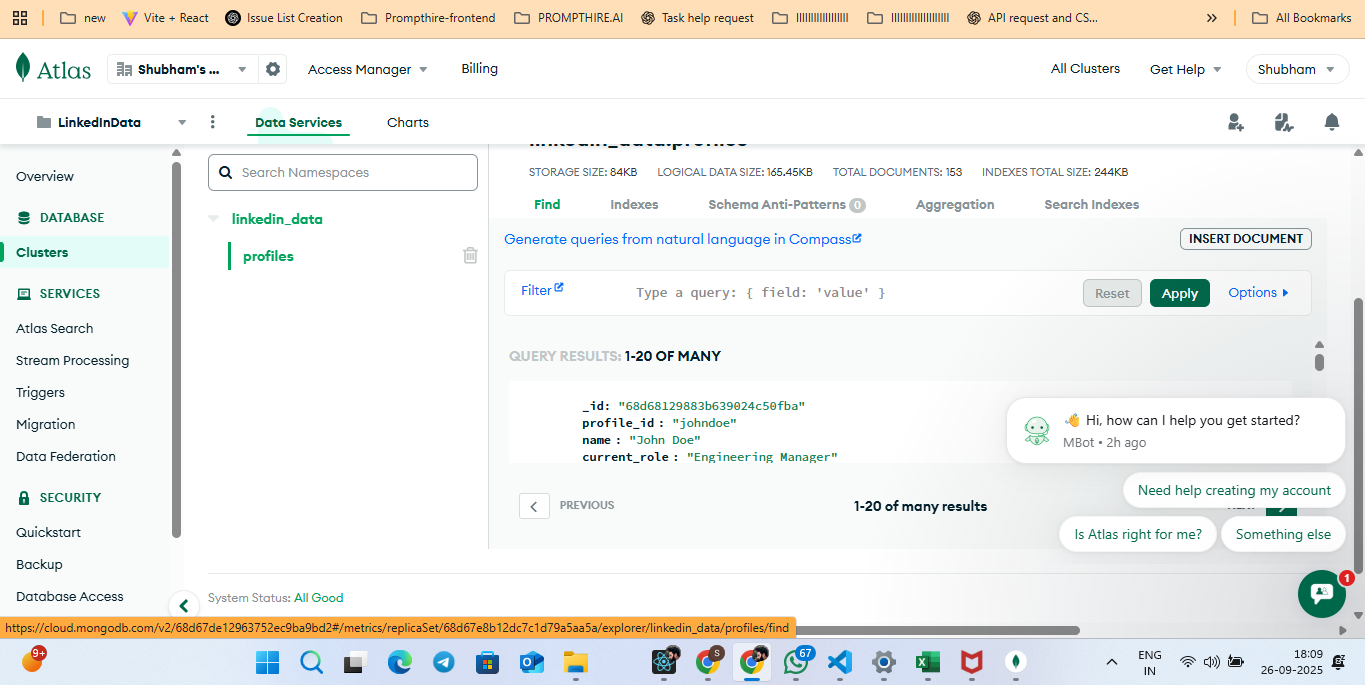 new
Vite + React
Issue List Creation
Prompthire-frontend
PROMPTHIRE.AI
Task help request
API request and CS...
»
All Bookmarks
Atlas
Shubham's ...
Access Manager
Billing
All Clusters
Get Help
Shubham
LinkedInData
Data Services
Charts
Overview
DATABASE
Clusters
SERVICES
Atlas Search
Stream Processing
Triggers
Migration
Data Federation
SECURITY
Quickstart
Backup
Database Access
Search Namespaces
linkedin_data
profiles
linkedin_data.profiles
STORAGE SIZE: 84KB LOGICAL DATA SIZE: 165.45KB TOTAL DOCUMENTS: 153 INDEXES TOTAL SIZE: 244KB
Find Indexes Schema Anti-Patterns 0 Aggregation Search Indexes
Generate queries from natural language in Compass
INSERT DOCUMENT
Filter
Type a query: { field: 'value' }
Reset
Apply
Options
QUERY RESULTS: 1-20 OF MANY
_id: "68d68129883b639024c50fba"
profile_id : "johndoe"
name : "John Doe"
current_role : "Engineering Manager"
PREVIOUS
1-20 of many results
Hi, how can I help you get started?
MBot • 2h ago
Need help creating my account
Is Atlas right for me?
Something else
1
System Status: All Good
https://cloud.mongodb.com/v2/68d67de12963752ec9ba9bd2#/metrics/replicaSet/68d67e8b12dc7c1d79a5aa5a/explorer/linkedin_data/profiles/find
9+
S
67
ENG
IN
18:09
26-09-2025